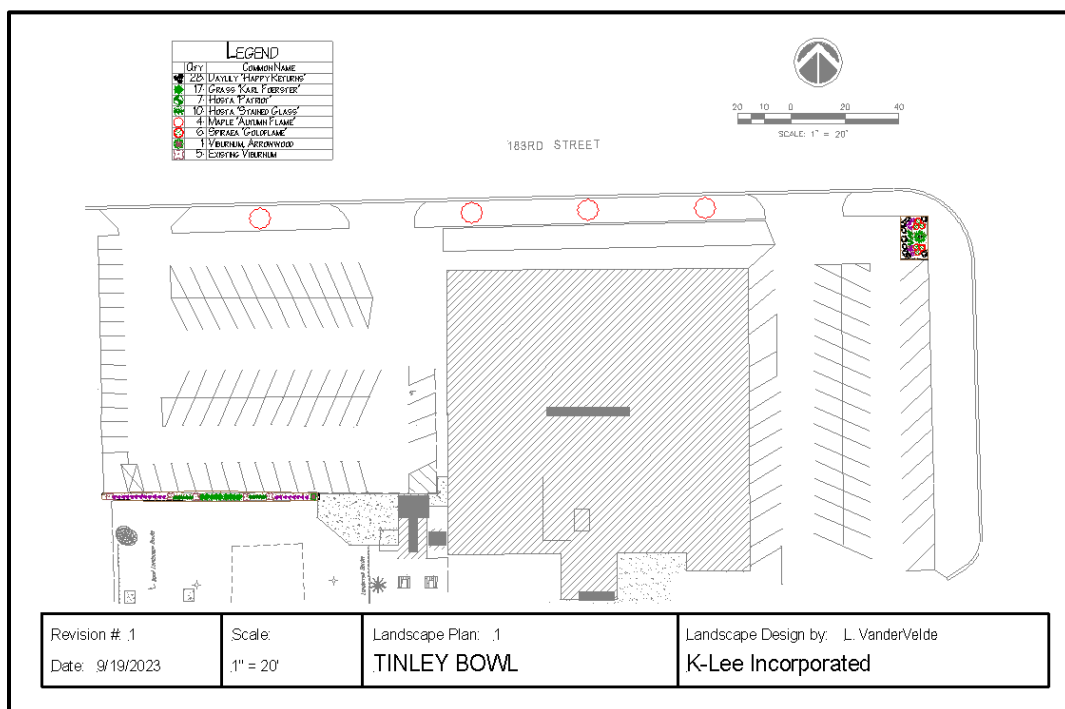 LEGEND
QTY COMMON NAME
28 DAYLILY 'HAPPY RETURNS'
17 GRASS 'KARL FOERSTER'
7 HOSTA 'PATRIOT'
10 HOSTA 'STAINED GLASS'
4 MAPLE 'AUTUMN FLAME'
6 SPIRAEA 'GOLDFLAME'
1 VIBURNUM, ARROWWOOD
5 EXISTING VIBURNUM
183RD STREET
20 10 0 20 40
SCALE: 1" = 20'
Revision #: 1
Date: 9/19/2023
Scale:
1" = 20'
Landscape Plan: 1
TINLEY BOWL
Landscape Design by: L. VanderVelde
K-Lee Incorporated